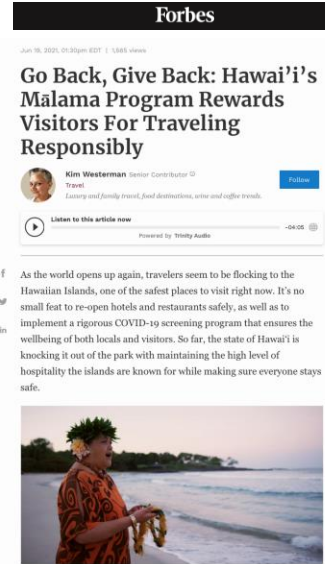 Forbes
Jun 19, 2021, 01:30pm EDT | 1,565 views
Go Back, Give Back: Hawai'i's
Mālama Program Rewards
Visitors For Traveling
Responsibly
Kim Westerman Senior Contributor
Travel
Luxury and family travel, food destinations, wine and coffee trends.
Follow
Listen to this article now
-04:05
Powered by Trinity Audio
As the world opens up again, travelers seem to be flocking to the
Hawaiian Islands, one of the safest places to visit right now. It's no
small feat to re-open hotels and restaurants safely, as well as to
implement a rigorous COVID-19 screening program that ensures the
wellbeing of both locals and visitors. So far, the state of Hawai'i is
knocking it out of the park with maintaining the high level of
hospitality the islands are known for while making sure everyone stays
safe.